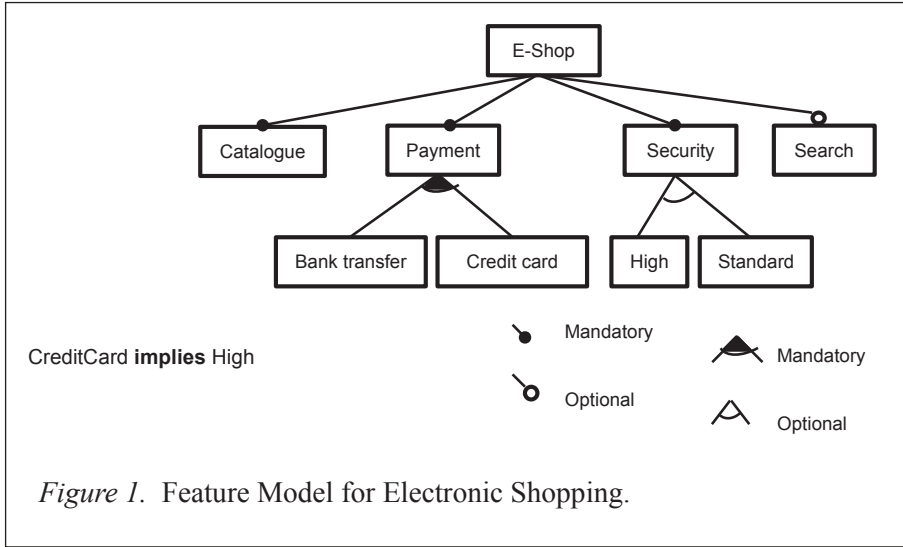 E-Shop
Catalogue
Payment
Security
Search
Bank transfer
Credit card
High
Standard
CreditCard implies High
Mandatory
Mandatory
Optional
Optional
Figure 1. Feature Model for Electronic Shopping.